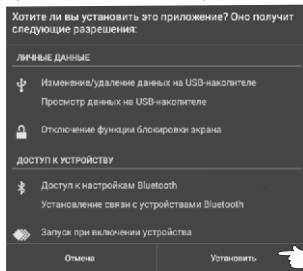 Хотите ли вы установить это приложение? Оно получит
следующие разрешения:
ЛИЧНЫЕ ДАННЫЕ
Изменение/удаление данных на USB-накопителе
Просмотр данных на USB-накопителе
Отключение функции блокировки экрана
ДОСТУП К УСТРОЙСТВУ
Доступ к настройкам Bluetooth
Установление связи с устройствами Bluetooth
Запуск при включении устройства
Отмена
Установить